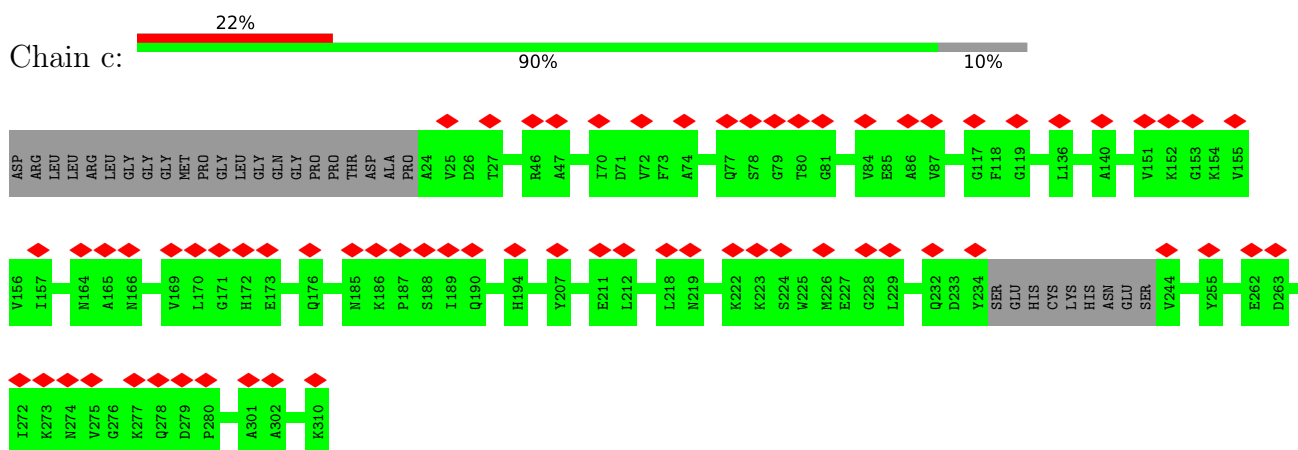 22%
Chain c:
90% 10%
ASP ARG LEU LEU ARG LEU GLY GLY GLY MET PRO GLY LEU GLY GLN GLY PRO PRO THR ASP ALA PRO A24 V25 D26 T27 R46 A47 I70 D71 V72 F73 A74 Q77 S78 G79 T80 G81 V84 E85 A86 V87 G117 F118 G119 L136 A140 V151 K152 G153 K154 V155
V156 I157 N164 A165 N166 V169 L170 G171 H172 E173 Q176 N185 K186 P187 S188 I189 Q190 H194 Y207 E211 L212 L218 N219 K222 K223 S224 W225 M226 E227 G228 L229 Q232 D233 Y234 SER GLU HIS CYS LYS HIS ASN GLU SER V244 Y255 E262 D263
I272 K273 N274 V275 G276 K277 Q278 D279 P280 A301 A302 K310